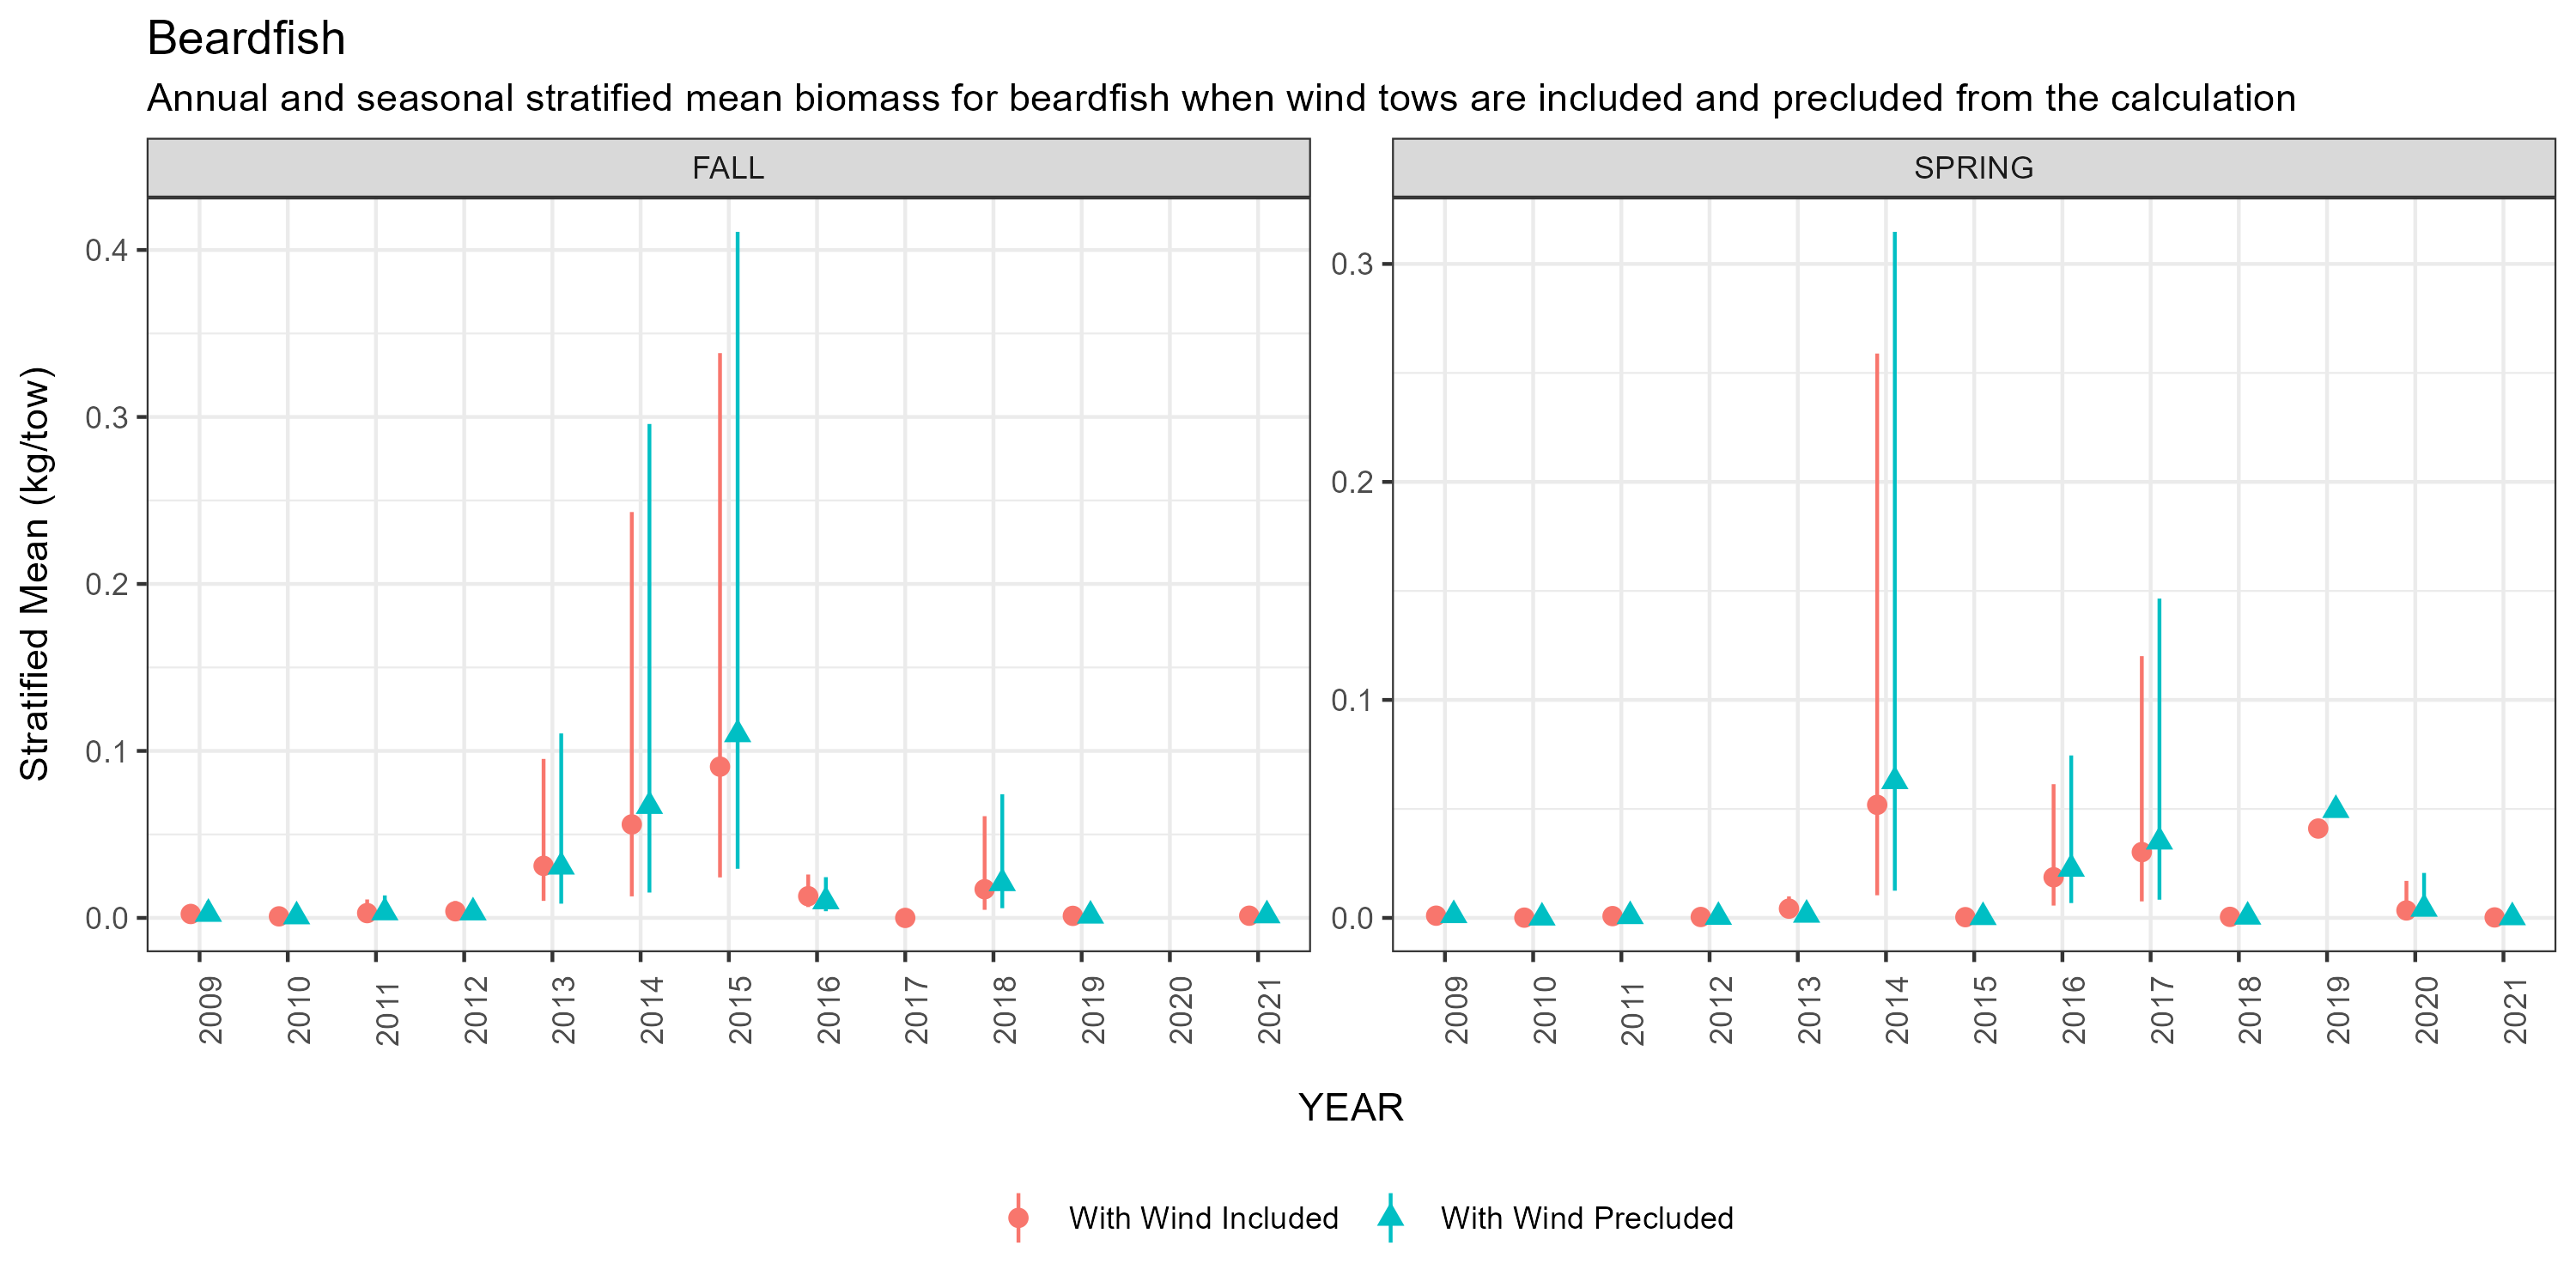 Beardfish
Annual and seasonal stratified mean biomass for beardfish when wind tows are included and precluded from the calculation
FALL
SPRING
Stratified Mean (kg/tow)
0.4
0.3
0.2
0.1
0.0
0.3
0.2
0.1
0.0
2009 2010 2011 2012 2013 2014 2015 2016 2017 2018 2019 2020 2021
2009 2010 2011 2012 2013 2014 2015 2016 2017 2018 2019 2020 2021
YEAR
With Wind Included With Wind Precluded